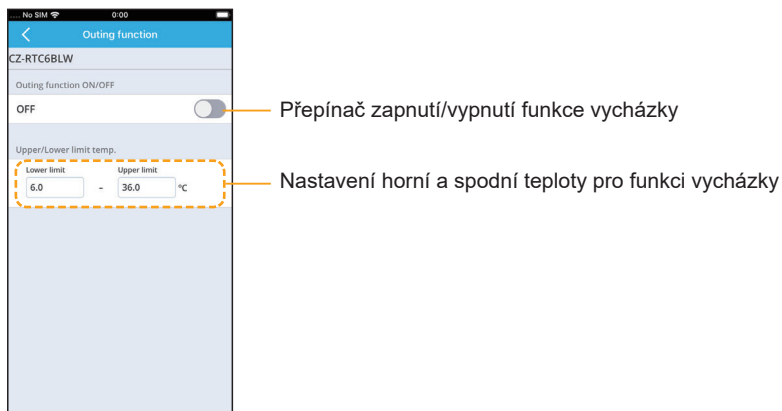 .... No SIM 0:00
Outing function
CZ-RTC6BLW
Outing function ON/OFF
OFF
Přepínač zapnutí/vypnutí funkce vycházky
Upper/Lower limit temp.
Lower limit Upper limit
6.0 - 36.0 °C
Nastavení horní a spodní teploty pro funkci vycházky